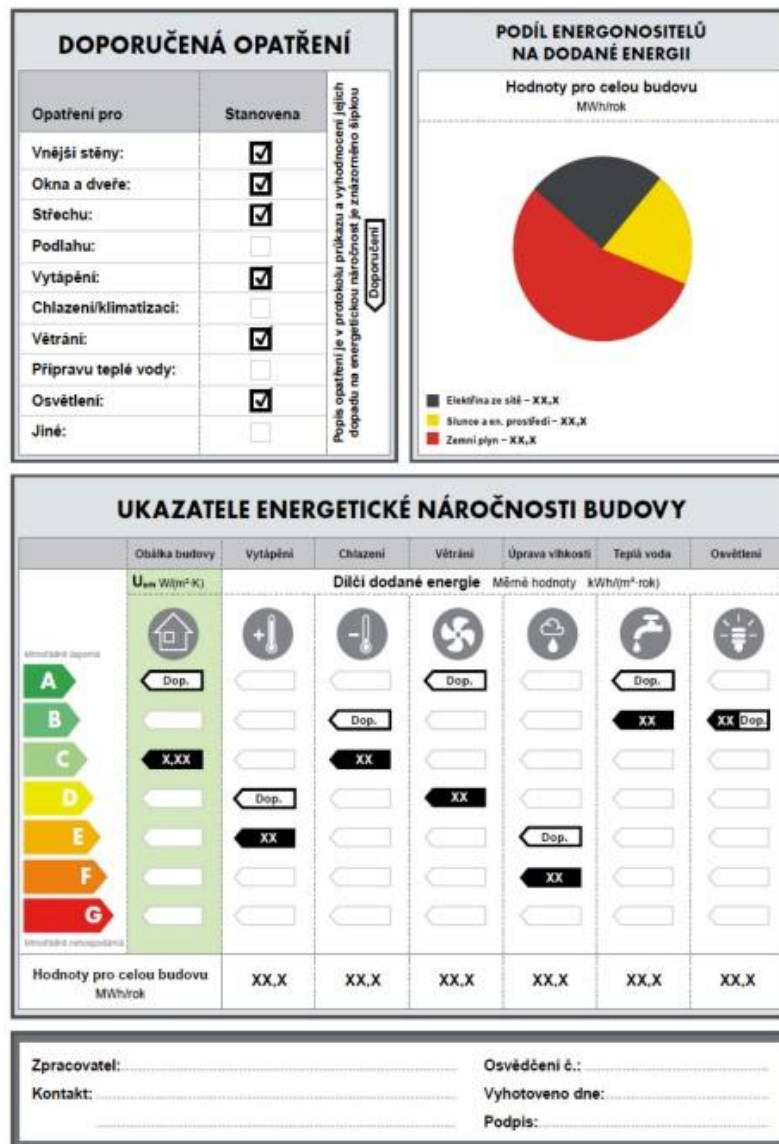 DOPORUČENÁ OPATŘENÍ
Opatření pro Stanovena
Vnější stěny:
Okna a dveře:
Střechu:
Podlahu:
Vytápění:
Chlazení/klimatizaci:
Větrání:
Přípravu teplé vody:
Osvětlení:
Jiné:
Popis opatření je v protokolu průkazu a vyhodnocení jejich
dopadu na energetickou náročnost je znázorněno šipkou
Doporučení
PODÍL ENERGONOSITELŮ
NA DODANÉ ENERGII
Hodnoty pro celou budovu
MWh/rok
Elektřina ze sítě – XX,X
Slunce a en. prostředí – XX,X
Zemní plyn – XX,X
UKAZATELE ENERGETICKÉ NÁROČNOSTI BUDOVY
Obálka budovy Vytápění Chlazení Větrání Úprava vlhkosti Teplá voda Osvětlení
Uem W/(m²·K) Dílčí dodané energie Měrné hodnoty kWh/(m²·rok)
Mimořádně úsporná
A Dop. Dop. Dop.
B Dop. XX XX Dop.
C X,XX XX
D Dop. XX
E XX Dop.
F XX
G
Mimořádně nehospodárná
Hodnoty pro celou budovu
MWh/rok
XX,X XX,X XX,X XX,X XX,X XX,X
Zpracovatel: Osvědčení č.:
Kontakt: Vyhotoveno dne:
Podpis: